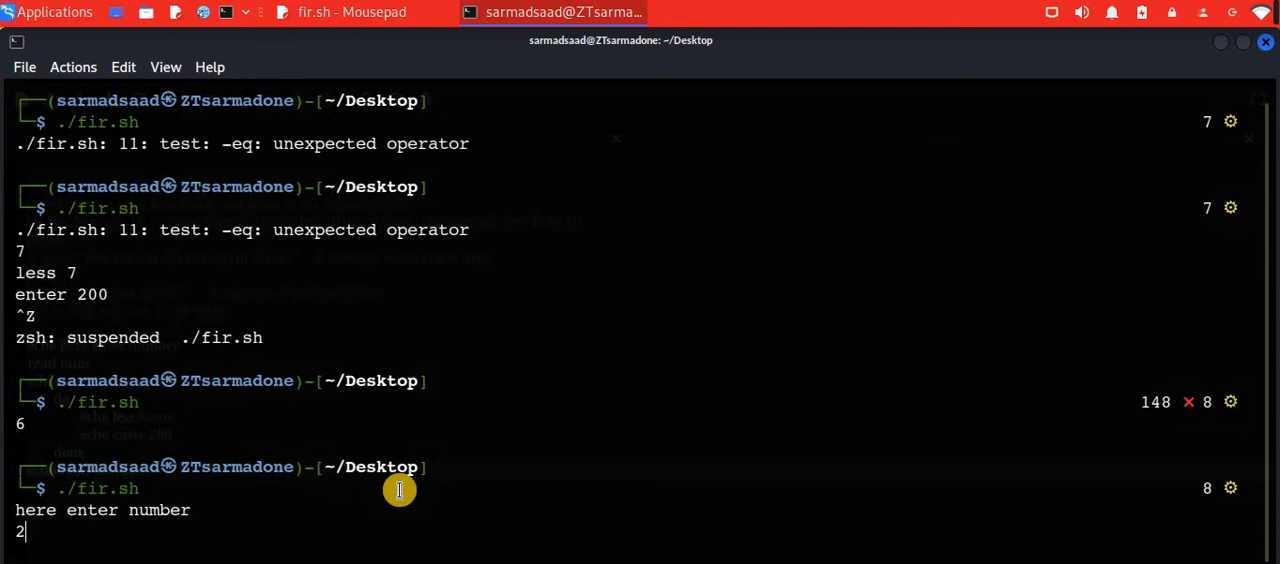 Applications
fir.sh - Mousepad
sarmadsaad@ZTsarma...
sarmadsaad@ZTsarmadone: ~/Desktop
File Actions Edit View Help
(sarmadsaad㉿ZTsarmadone)-[~/Desktop]
$ ./fir.sh 7
./fir.sh: 11: test: -eq: unexpected operator
(sarmadsaad㉿ZTsarmadone)-[~/Desktop]
$ ./fir.sh 7
./fir.sh: 11: test: -eq: unexpected operator
7
less 7
enter 200
^Z
zsh: suspended ./fir.sh
(sarmadsaad㉿ZTsarmadone)-[~/Desktop]
$ ./fir.sh 148 ✗ 8
6
(sarmadsaad㉿ZTsarmadone)-[~/Desktop]
$ ./fir.sh 8
here enter number
2